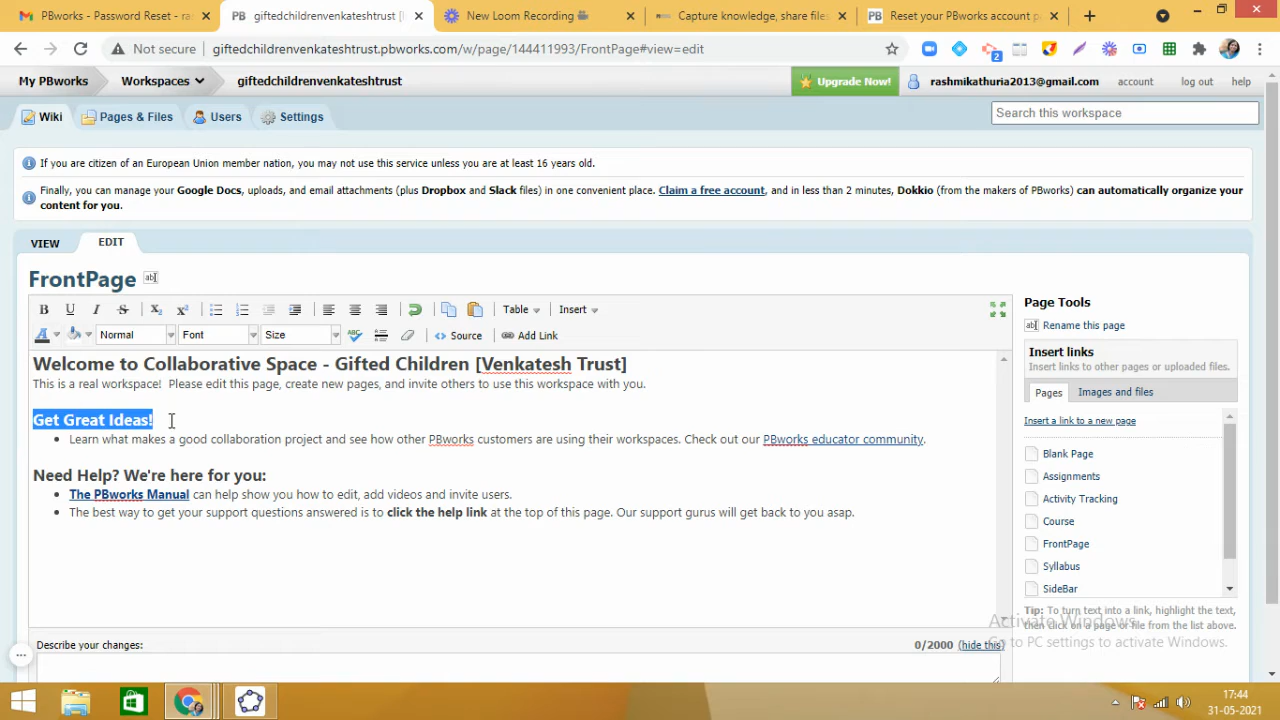 PBworks - Password Reset - ras
giftedchildrenvenkateshtrust [l
New Loom Recording
Capture knowledge, share files
Reset your PBworks account p
Not secure
giftedchildrenvenkateshtrust.pbworks.com/w/page/144411993/FrontPage#view=edit
2
My PBworks
Workspaces
giftedchildrenvenkateshtrust
Upgrade Now!
rashmikathuria2013@gmail.com
account
log out
help
Wiki
Pages & Files
Users
Settings
Search this workspace
If you are citizen of an European Union member nation, you may not use this service unless you are at least 16 years old.
Finally, you can manage your Google Docs, uploads, and email attachments (plus Dropbox and Slack files) in one convenient place. Claim a free account, and in less than 2 minutes, Dokkio (from the makers of PBworks) can automatically organize your
content for you.
VIEW
EDIT
FrontPage
Table
Insert
Normal
Font
Size
Source
Add Link
Welcome to Collaborative Space - Gifted Children [Venkatesh Trust]
This is a real workspace!  Please edit this page, create new pages, and invite others to use this workspace with you.
Get Great Ideas!
Learn what makes a good collaboration project and see how other PBworks customers are using their workspaces. Check out our PBworks educator community.
Need Help? We're here for you:
The PBworks Manual can help show you how to edit, add videos and invite users.
The best way to get your support questions answered is to click the help link at the top of this page. Our support gurus will get back to you asap.
Describe your changes:
0/2000 (hide this)
Page Tools
Rename this page
Insert links
Insert links to other pages or uploaded files.
Pages
Images and files
Insert a link to a new page
Blank Page
Assignments
Activity Tracking
Course
FrontPage
Syllabus
SideBar
Tip: To turn text into a link, highlight the text,
then click on a page or file from the list above.
Activate Windows
Go to PC settings to activate Windows.
17:44
31-05-2021